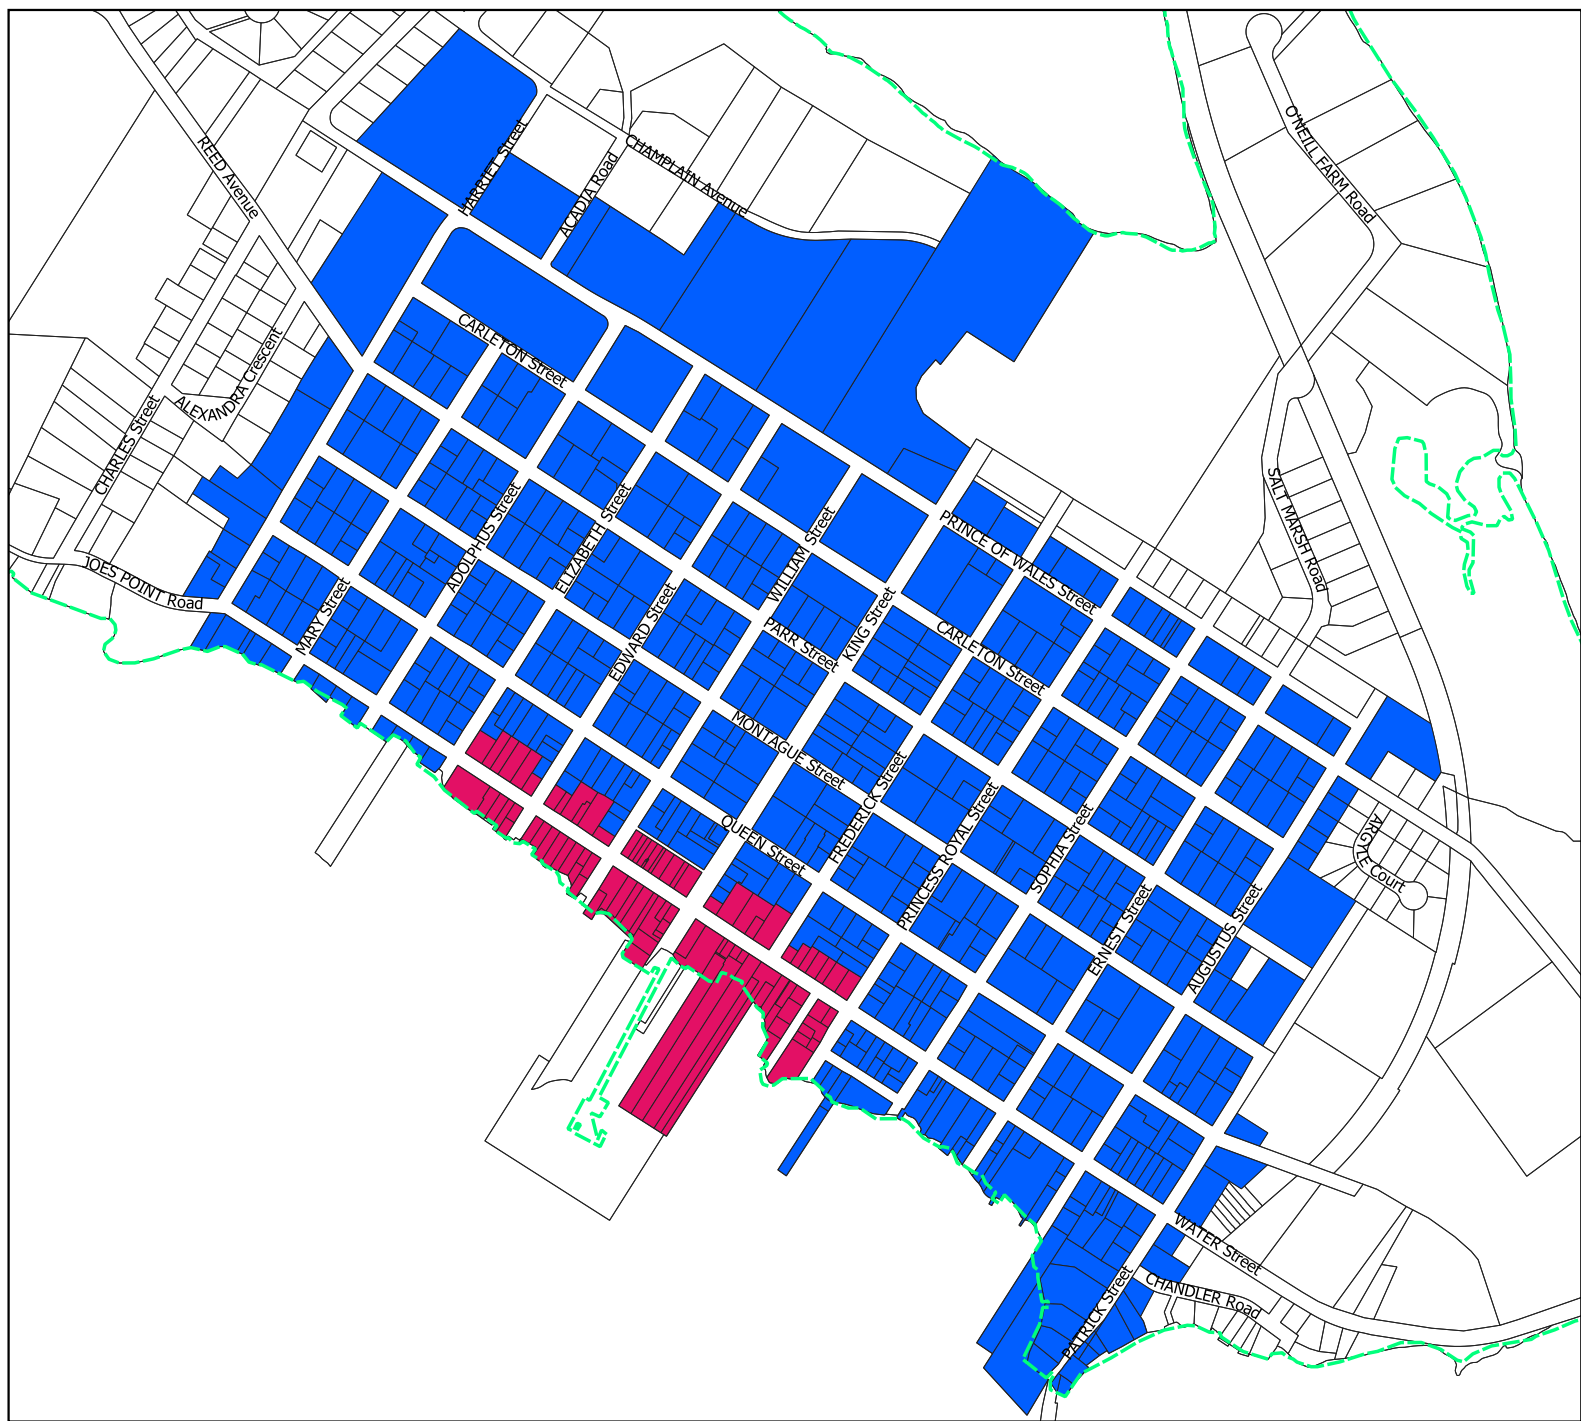 O'NEILL FARM Road
REED Avenue
HARRIET Street
CHAMPLAIN Avenue
ACADIA Road
CARLETON Street
ALEXANDRA Crescent
CHARLES Street
SALT MARSH Road
JOES POINT Road
MARY Street
ADOLPHUS Street
ELIZABETH Street
EDWARD Street
WILLIAM Street
PRINCE OF WALES Street
KING Street
PARR Street
CARLETON Street
MONTAGUE Street
FREDERICK Street
QUEEN Street
PRINCESS ROYAL Street
SOPHIA Street
ARGYLE Court
ERNEST Street
AUGUSTUS Street
WATER Street
CHANDLER Road
PATRICK Street